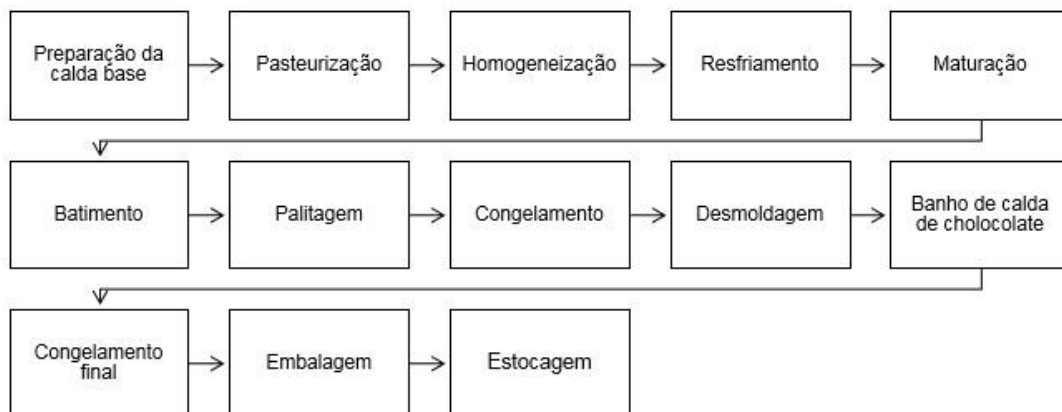 Preparação da
calda base
Pasteurização
Homogeneização
Resfriamento
Maturação
Batimento
Palitagem
Congelamento
Desmoldagem
Banho de calda
de cholocolate
Congelamento
final
Embalagem
Estocagem